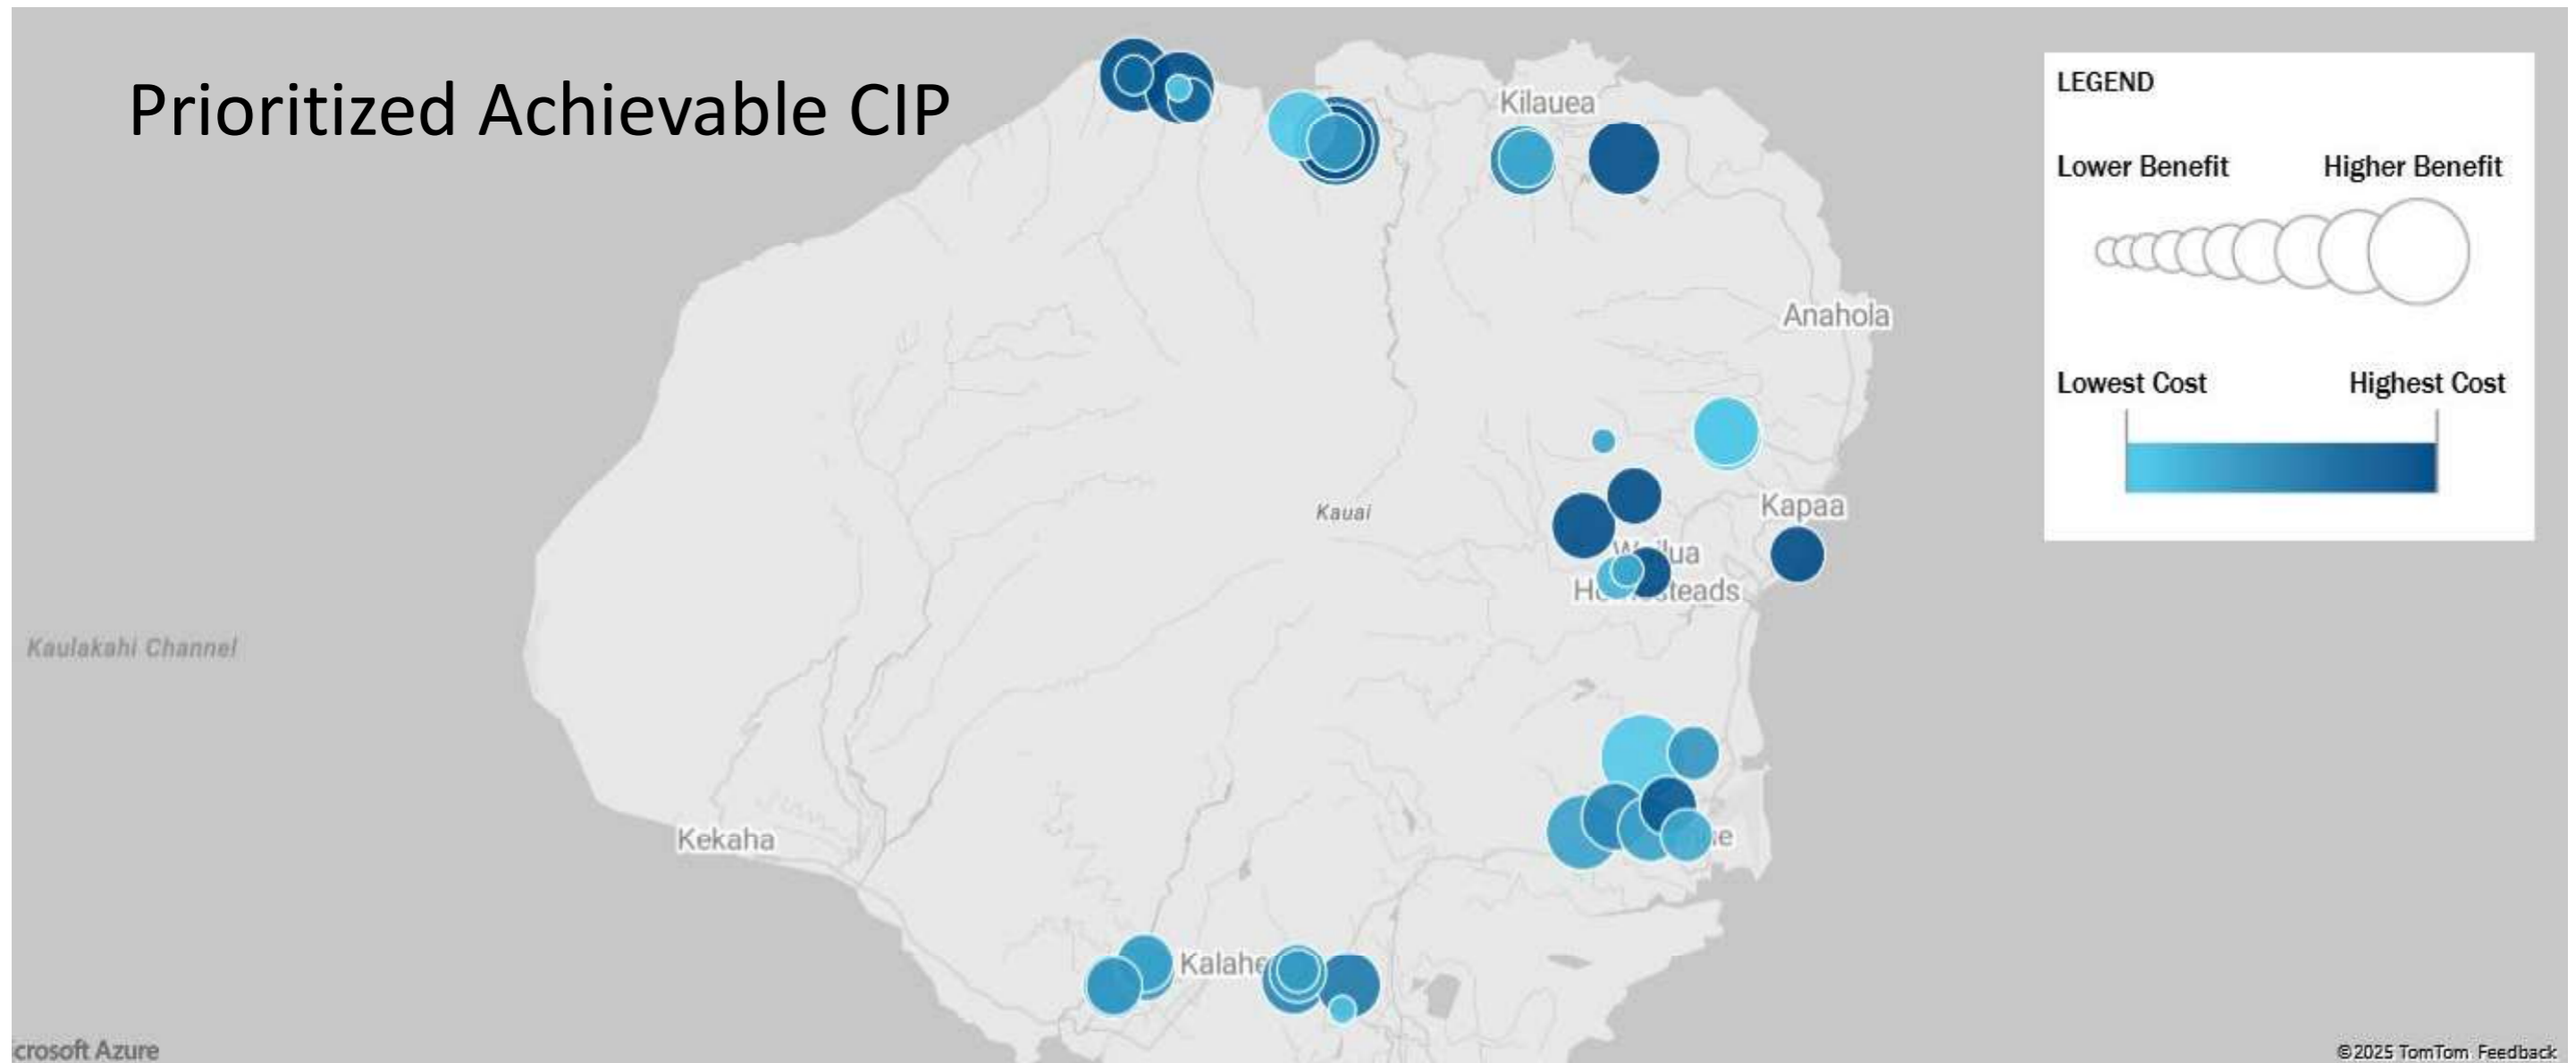 Prioritized Achievable CIP
LEGEND
Lower Benefit Higher Benefit
Lowest Cost Highest Cost
Kilauea
Anahola
Kapaa
Kauai
Kaulakahi Channel
Kekaha
crosoft Azure
©2025 TomTom Feedback